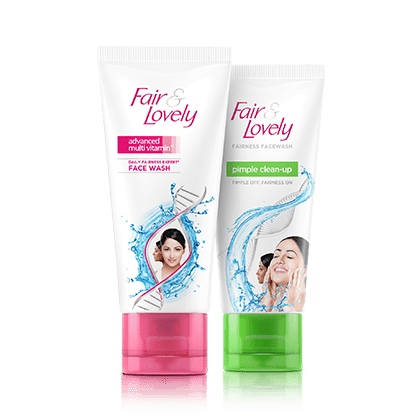 Fair &
Lovely
advanced
multi vitamin™
DAILY FAIRNESS EXPERT*
FACE WASH
Fair &
Lovely
FAIRNESS FACEWASH
pimple clean-up
PIMPLE OFF, FAIRNESS ON